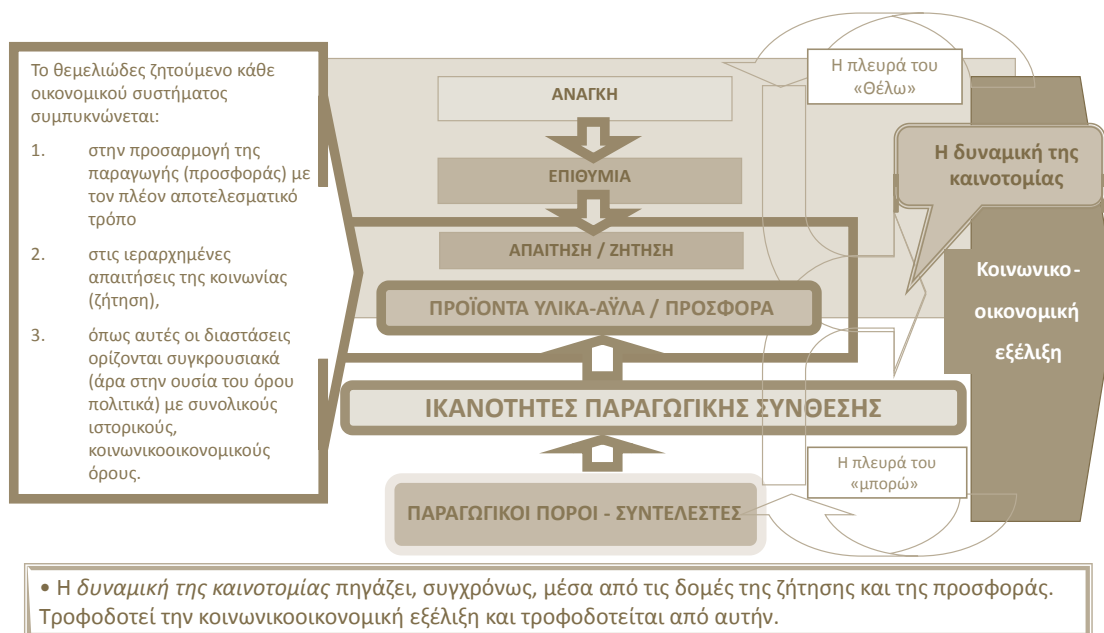 Το θεμελιώδες ζητούμενο κάθε
οικονομικού συστήματος
συμπυκνώνεται:
1. στην προσαρμογή της
παραγωγής (προσφοράς) με
τον πλέον αποτελεσματικό
τρόπο
2. στις ιεραρχημένες
απαιτήσεις της κοινωνίας
(ζήτηση),
3. όπως αυτές οι διαστάσεις
ορίζονται συγκρουσιακά
(άρα στην ουσία του όρου
πολιτικά) με συνολικούς
ιστορικούς,
κοινωνικοοικονομικούς
όρους.
ΑΝΑΓΚΗ
ΕΠΙΘΥΜΙΑ
ΑΠΑΙΤΗΣΗ / ΖΗΤΗΣΗ
ΠΡΟΪΟΝΤΑ ΥΛΙΚΑ-ΑΫΛΑ / ΠΡΟΣΦΟΡΑ
ΙΚΑΝΟΤΗΤΕΣ ΠΑΡΑΓΩΓΙΚΗΣ ΣΥΝΘΕΣΗΣ
ΠΑΡΑΓΩΓΙΚΟΙ ΠΟΡΟΙ - ΣΥΝΤΕΛΕΣΤΕΣ
Η πλευρά του
«Θέλω»
Η δυναμική της
καινοτομίας
Κοινωνικο-
οικονομική
εξέλιξη
Η πλευρά του
«μπορώ»
• Η δυναμική της καινοτομίας πηγάζει, συγχρόνως, μέσα από τις δομές της ζήτησης και της προσφοράς.
Τροφοδοτεί την κοινωνικοοικονομική εξέλιξη και τροφοδοτείται από αυτήν.